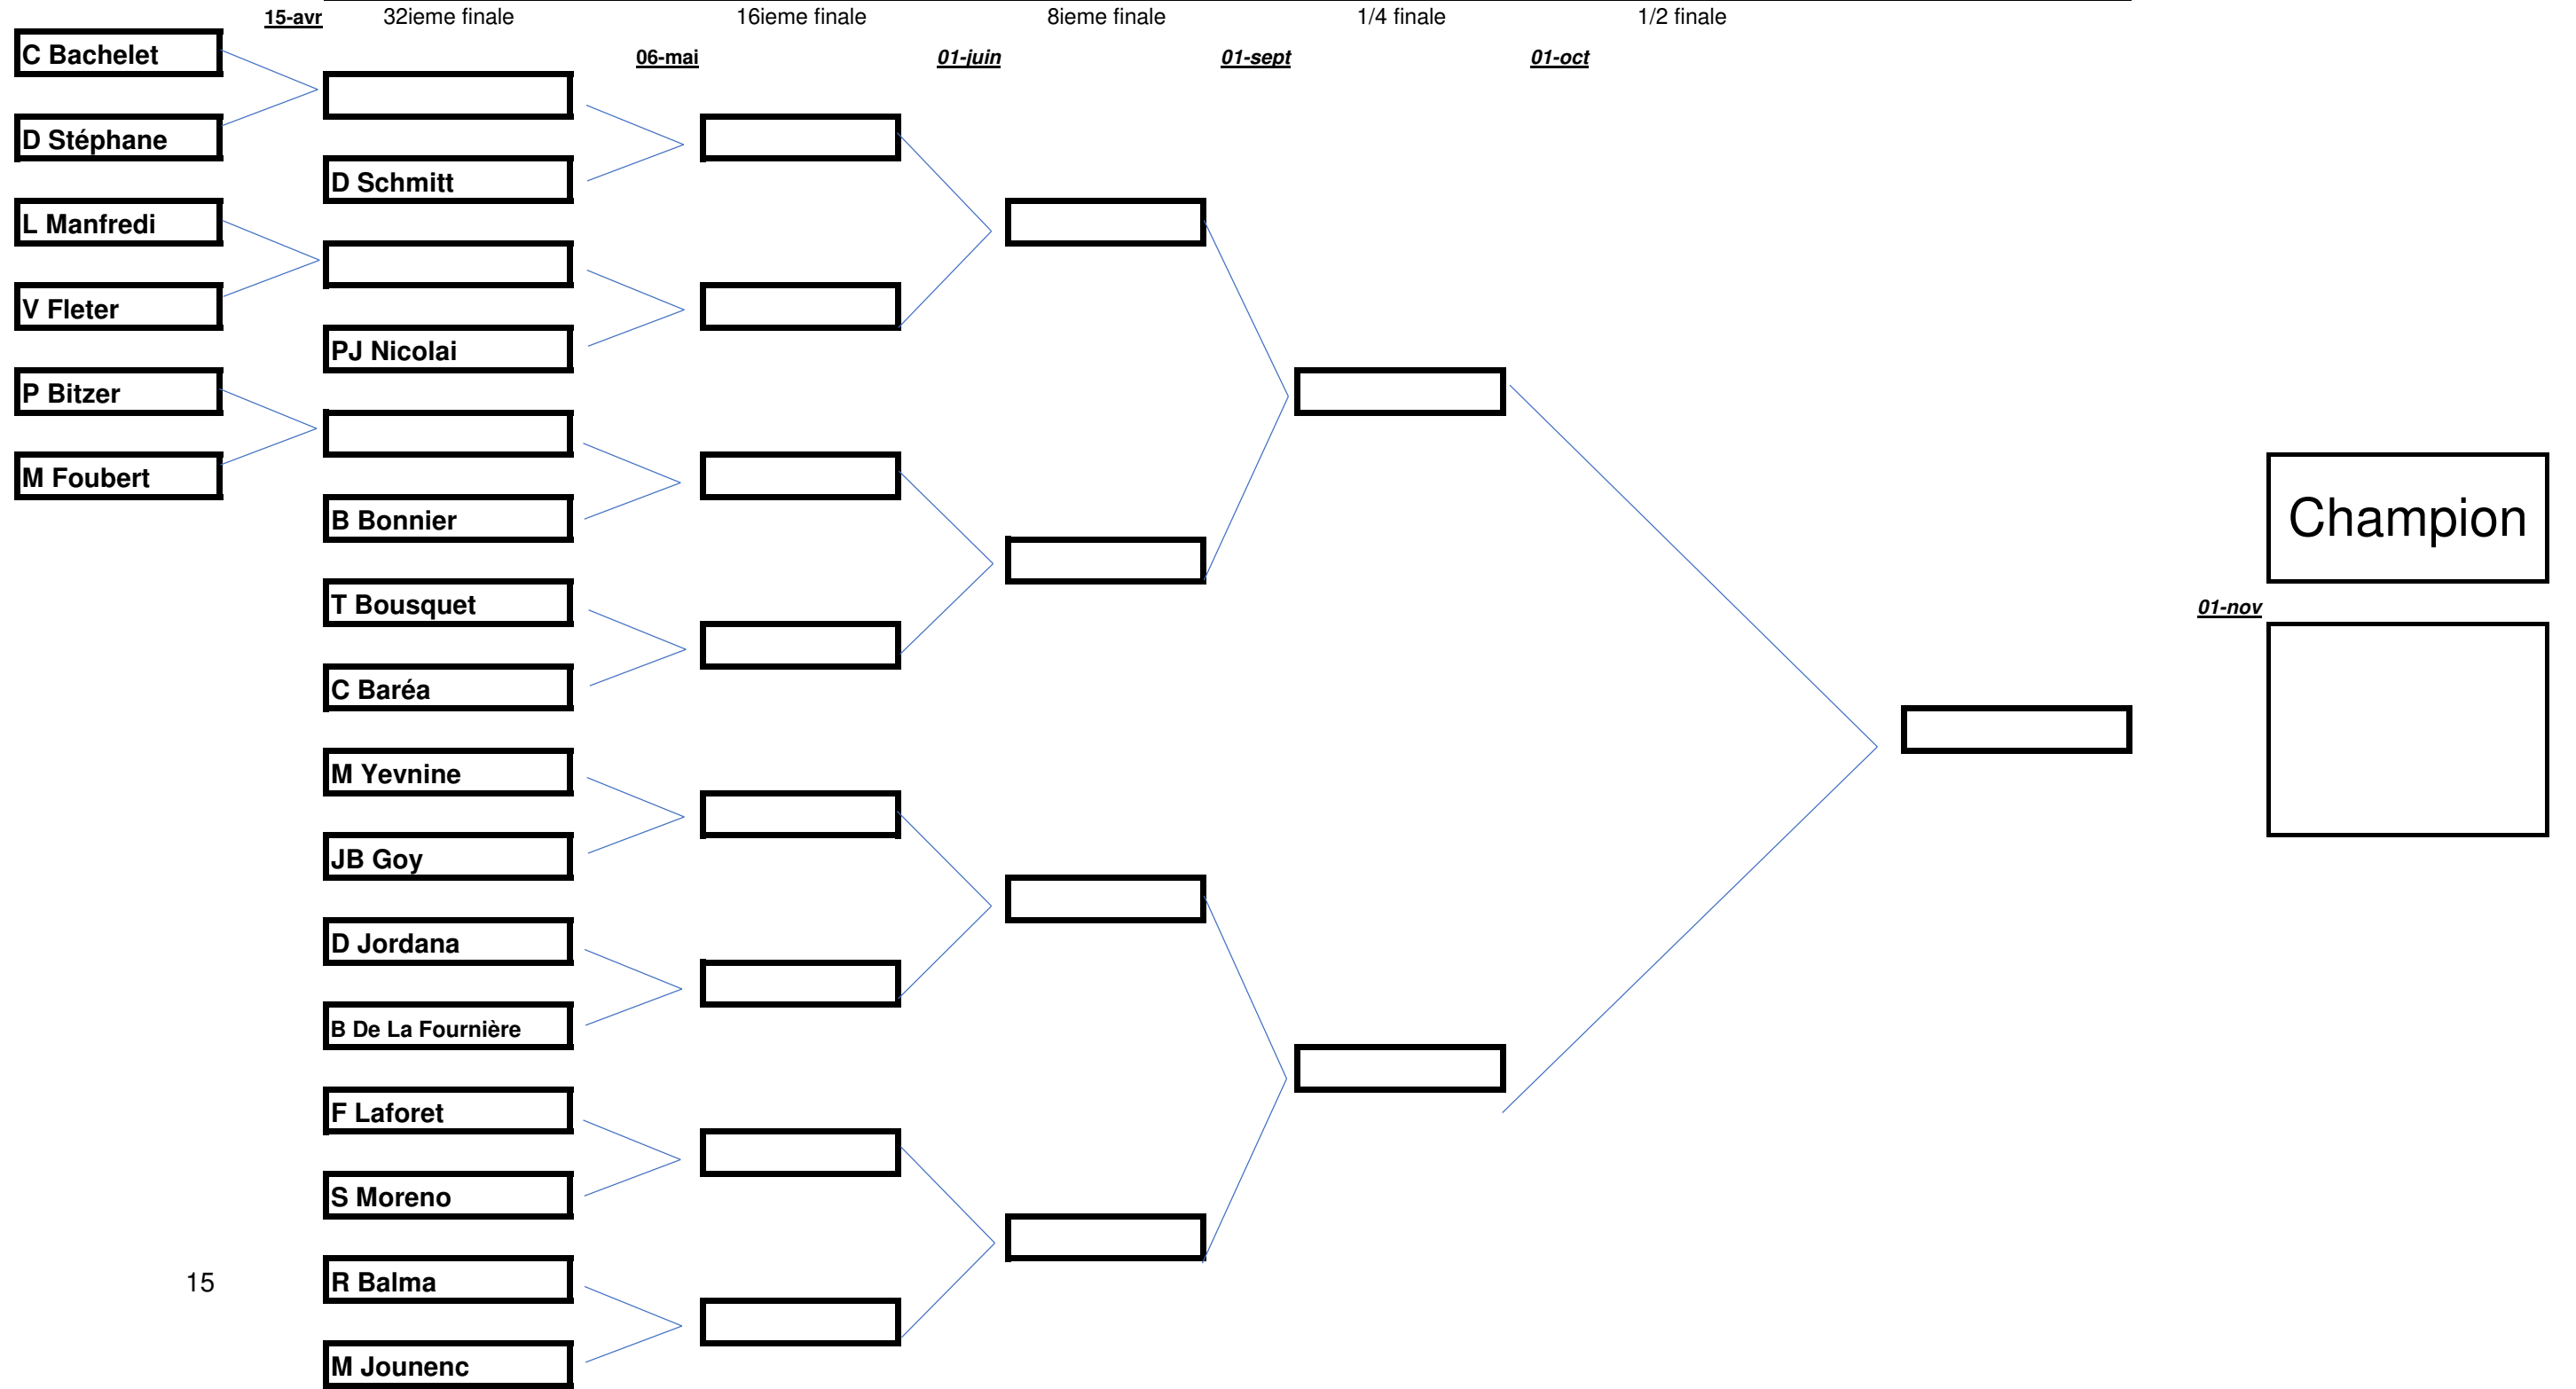 15-avr 32ieme finale 16ieme finale 8ieme finale 1/4 finale 1/2 finale
C Bachelet
06-mai 01-juin 01-sept 01-oct
D Stéphane
D Schmitt
L Manfredi
V Fleter
PJ Nicolai
P Bitzer
M Foubert
B Bonnier
Champion
T Bousquet
01-nov
C Baréa
M Yevnine
JB Goy
D Jordana
B De La Fournière
F Laforet
S Moreno
15 R Balma
M Jounenc